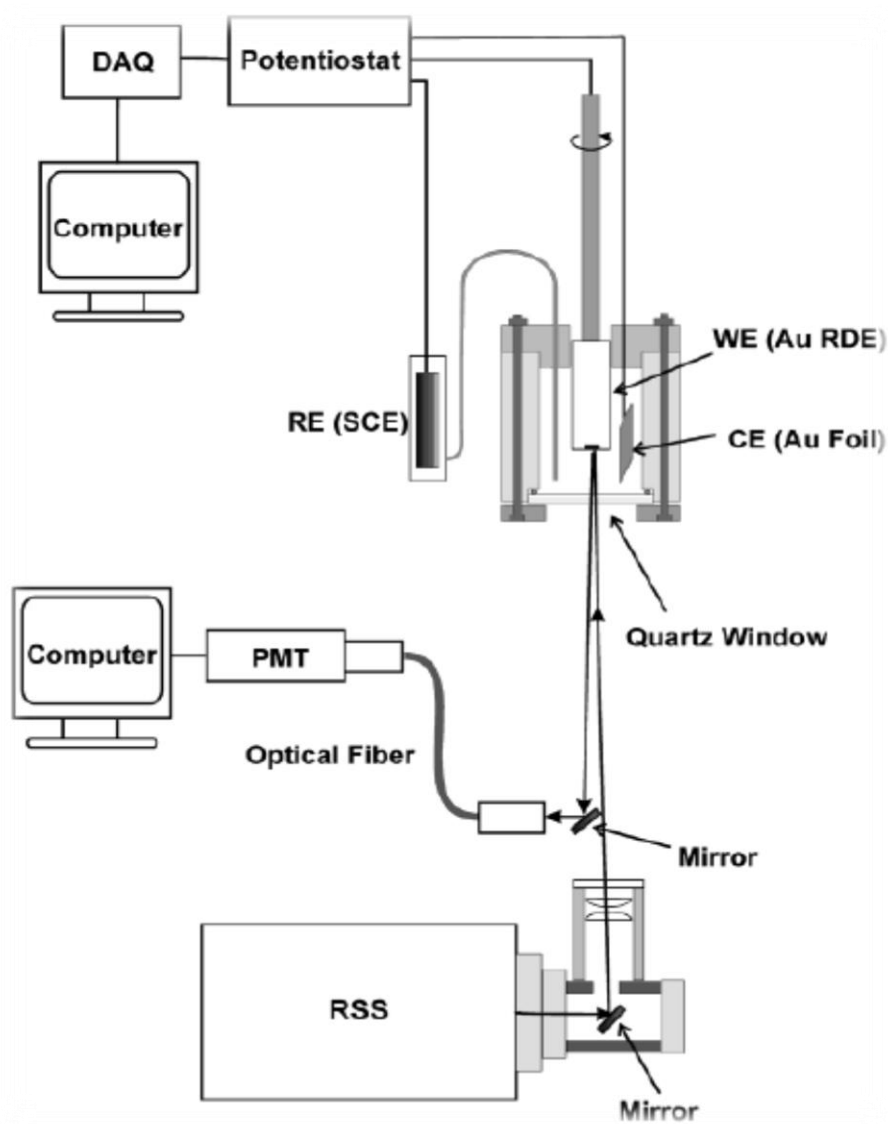 DAQ
Potentiostat
Computer
WE (Au RDE)
RE (SCE)
CE (Au Foil)
Quartz Window
Computer
PMT
Optical Fiber
Mirror
RSS
Mirror